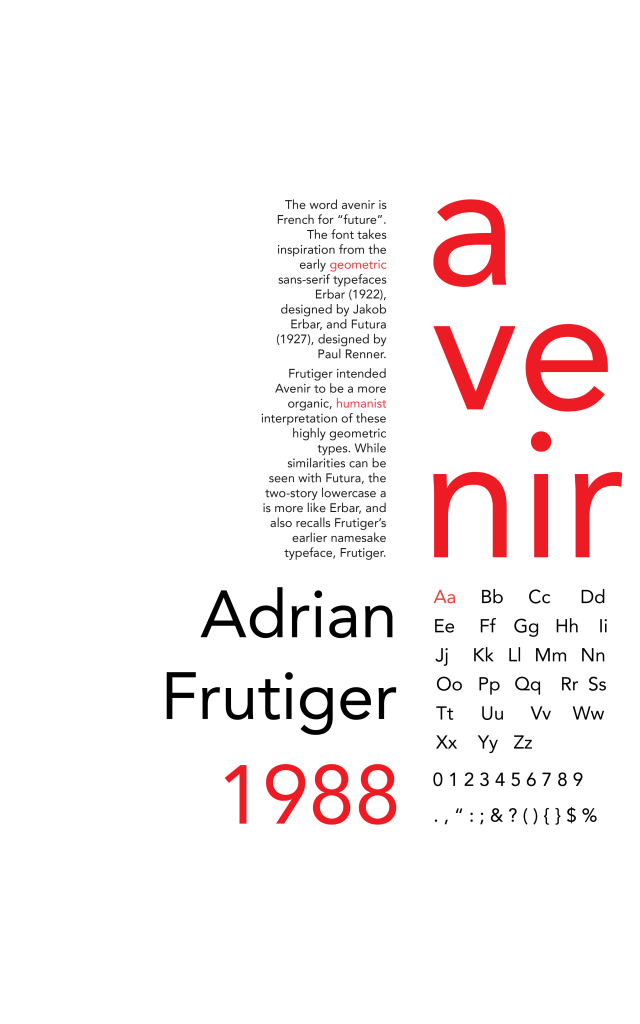 The word avenir is
French for “future”.
The font takes
inspiration from the
early geometric
sans-serif typefaces
Erbar (1922),
designed by Jakob
Erbar, and Futura
(1927), designed by
Paul Renner.
Frutiger intended
Avenir to be a more
organic, humanist
interpretation of these
highly geometric
types. While
similarities can be
seen with Futura, the
two-story lowercase a
is more like Erbar, and
also recalls Frutiger’s
earlier namesake
typeface, Frutiger.
a
ve
nir
Adrian
Frutiger
1988
Aa Bb Cc Dd
Ee Ff Gg Hh Ii
Jj Kk Ll Mm Nn
Oo Pp Qq Rr Ss
Tt Uu Vv Ww
Xx Yy Zz
0 1 2 3 4 5 6 7 8 9
. , “ : ; & ? ( ) { } $ %